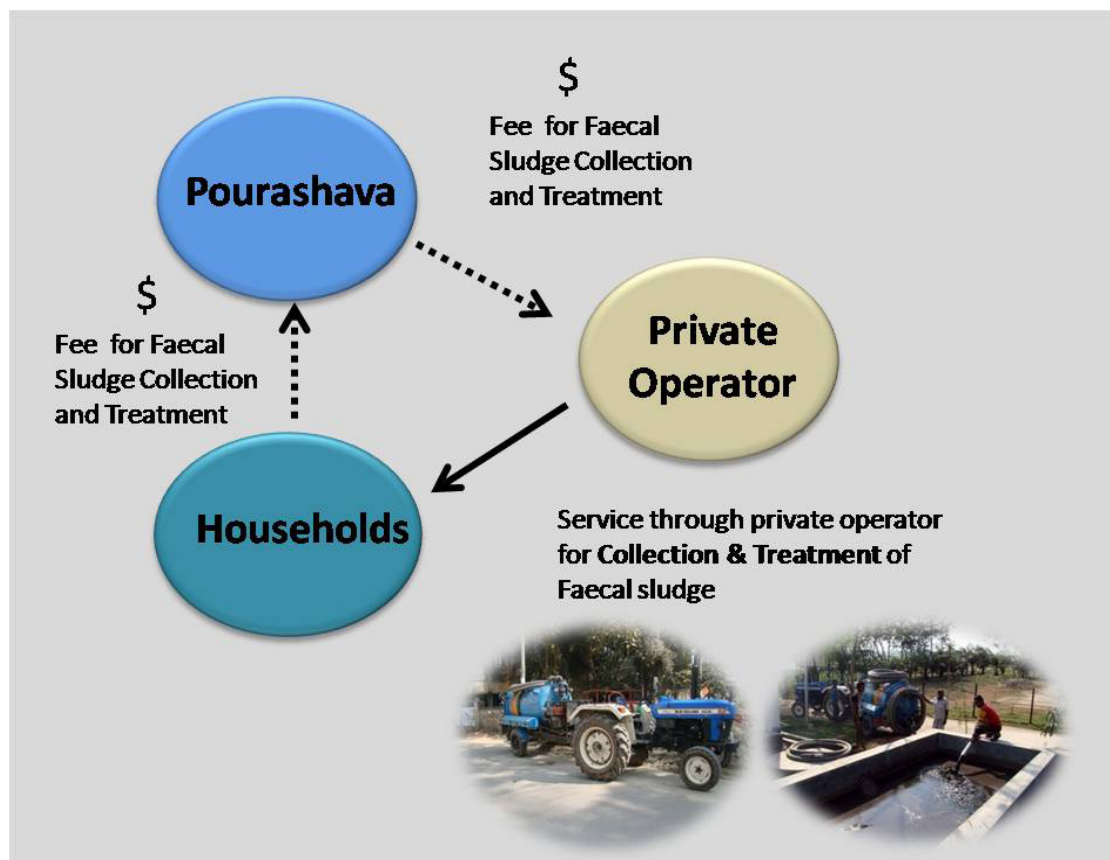 $
Fee for Faecal
Sludge Collection
and Treatment
Pourashava
$
Fee for Faecal
Sludge Collection
and Treatment
Private
Operator
Households
Service through private operator
for Collection & Treatment of
Faecal sludge